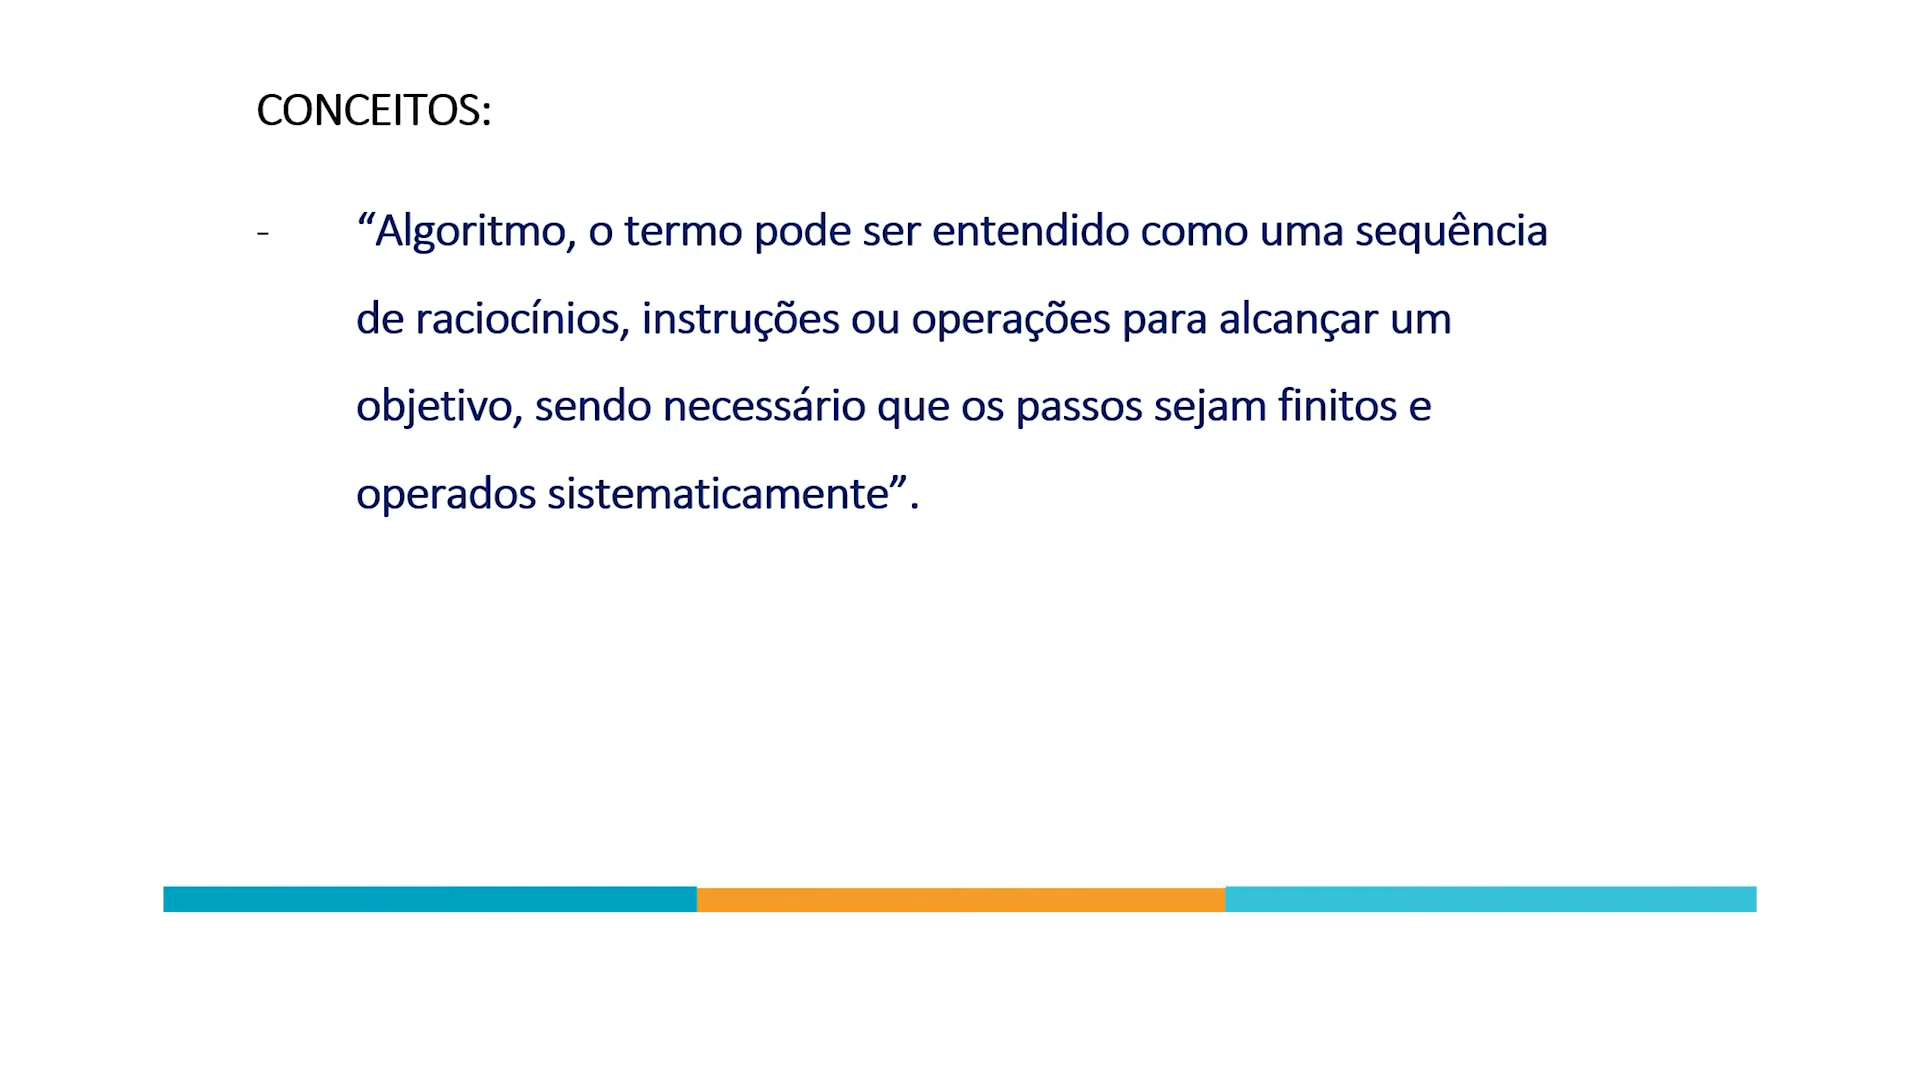 CONCEITOS:
- “Algoritmo, o termo pode ser entendido como uma sequência
de raciocínios, instruções ou operações para alcançar um
objetivo, sendo necessário que os passos sejam finitos e
operados sistematicamente”.